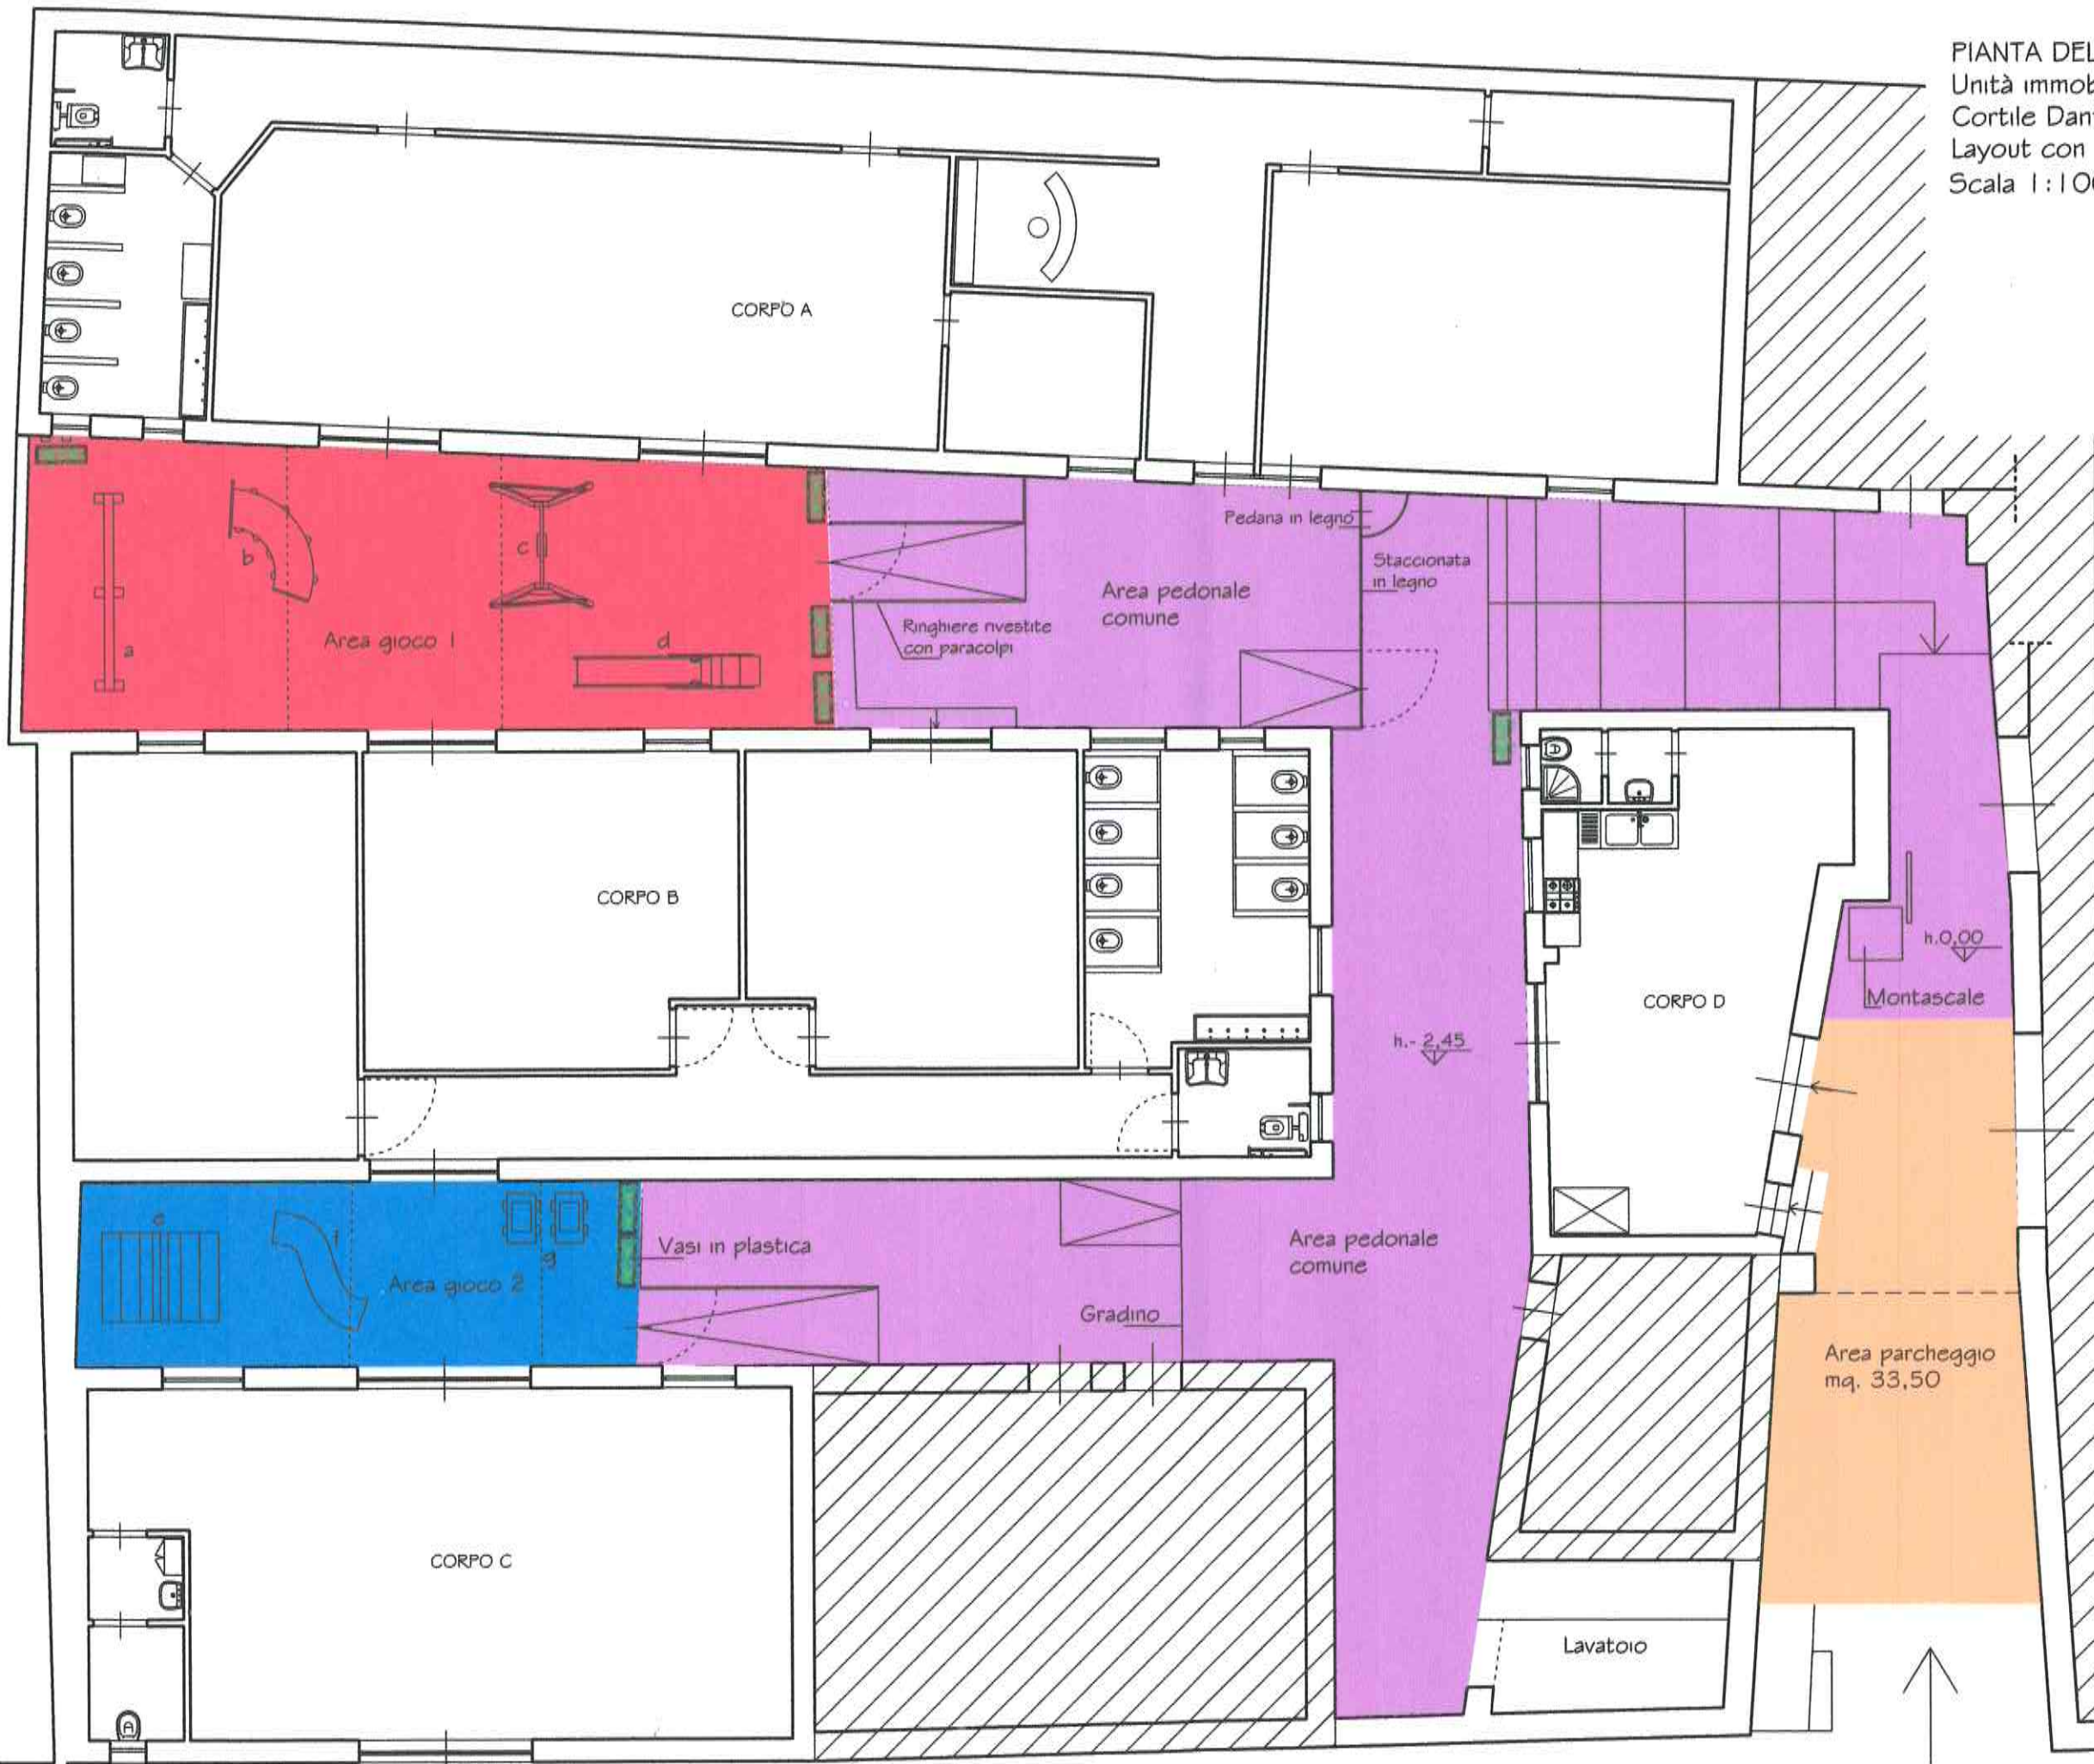 PIANTA DEL
Unità immob
Cortile Dan
Layout con
Scala 1:100
CORPO A
Pedana in legno
Staccionata
in legno
Area pedonale
comune
Ringhiere rivestite
con paracolpi
a
b
c
d
Area gioco 1
CORPO B
CORPO D
h.0,00
Montascale
h.- 2,45
e
g
Vasi in plastica
Area gioco 2
Area pedonale
comune
Gradino
Area parcheggio
mq. 33,50
CORPO C
Lavatoio
A
A